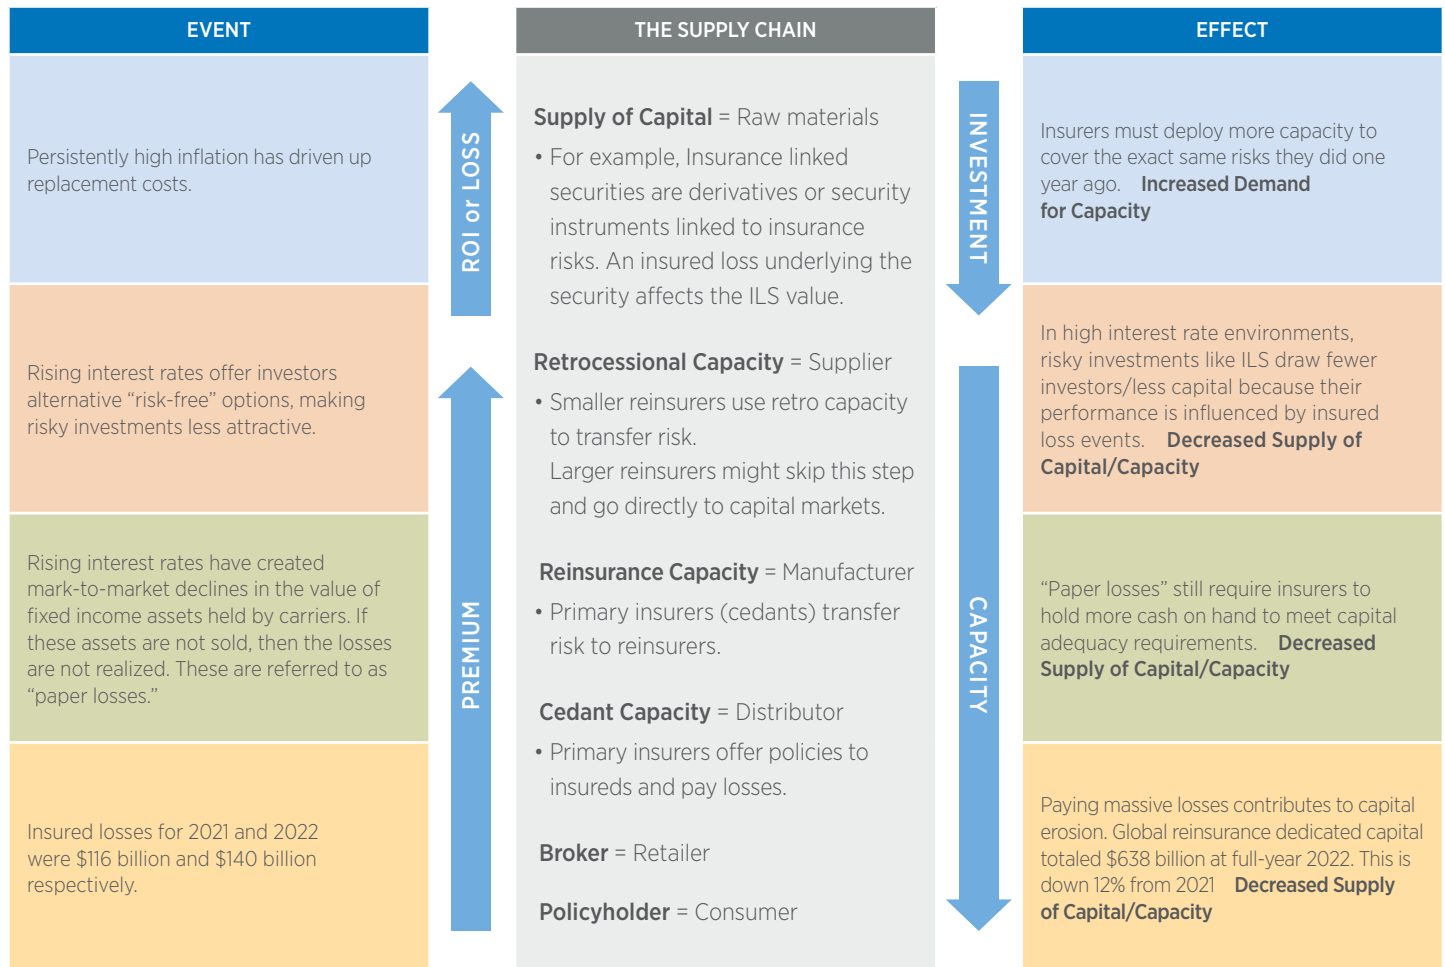 EVENT
Persistently high inflation has driven up
replacement costs.
Rising interest rates offer investors
alternative “risk-free” options, making
risky investments less attractive.
Rising interest rates have created
mark-to-market declines in the value of
fixed income assets held by carriers. If
these assets are not sold, then the losses
are not realized. These are referred to as
“paper losses.”
Insured losses for 2021 and 2022
were $116 billion and $140 billion
respectively.
ROI or LOSS
PREMIUM
THE SUPPLY CHAIN
Supply of Capital = Raw materials
• For example, Insurance linked
securities are derivatives or security
instruments linked to insurance
risks. An insured loss underlying the
security affects the ILS value.
Retrocessional Capacity = Supplier
• Smaller reinsurers use retro capacity
to transfer risk.
Larger reinsurers might skip this step
and go directly to capital markets.
Reinsurance Capacity = Manufacturer
• Primary insurers (cedants) transfer
risk to reinsurers.
Cedant Capacity = Distributor
• Primary insurers offer policies to
insureds and pay losses.
Broker = Retailer
Policyholder = Consumer
INVESTMENT
CAPACITY
EFFECT
Insurers must deploy more capacity to
cover the exact same risks they did one
year ago. Increased Demand
for Capacity
In high interest rate environments,
risky investments like ILS draw fewer
investors/less capital because their
performance is influenced by insured
loss events. Decreased Supply of
Capital/Capacity
“Paper losses” still require insurers to
hold more cash on hand to meet capital
adequacy requirements. Decreased
Supply of Capital/Capacity
Paying massive losses contributes to capital
erosion. Global reinsurance dedicated capital
totaled $638 billion at full-year 2022. This is
down 12% from 2021 Decreased Supply
of Capital/Capacity